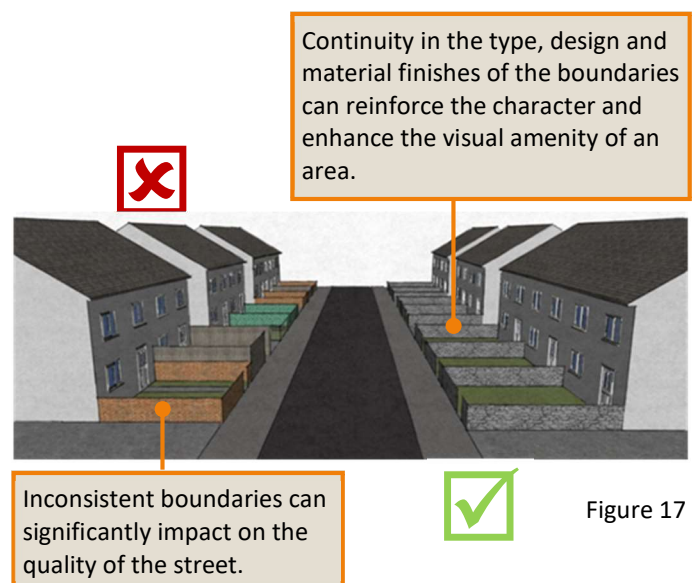 Continuity in the type, design and
material finishes of the boundaries
can reinforce the character and
enhance the visual amenity of an
area.
Inconsistent boundaries can
significantly impact on the
quality of the street.
Figure 17